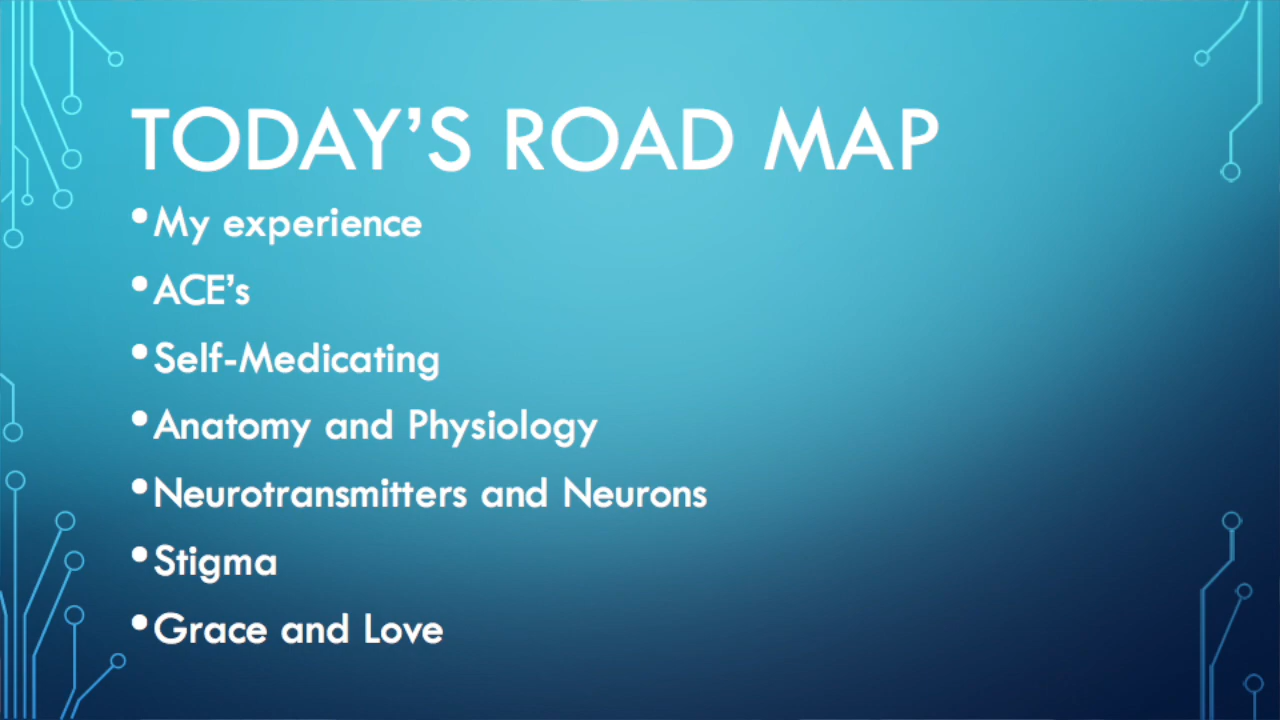 TODAY’S ROAD MAP
•My experience
•ACE’s
•Self-Medicating
•Anatomy and Physiology
•Neurotransmitters and Neurons
•Stigma
•Grace and Love